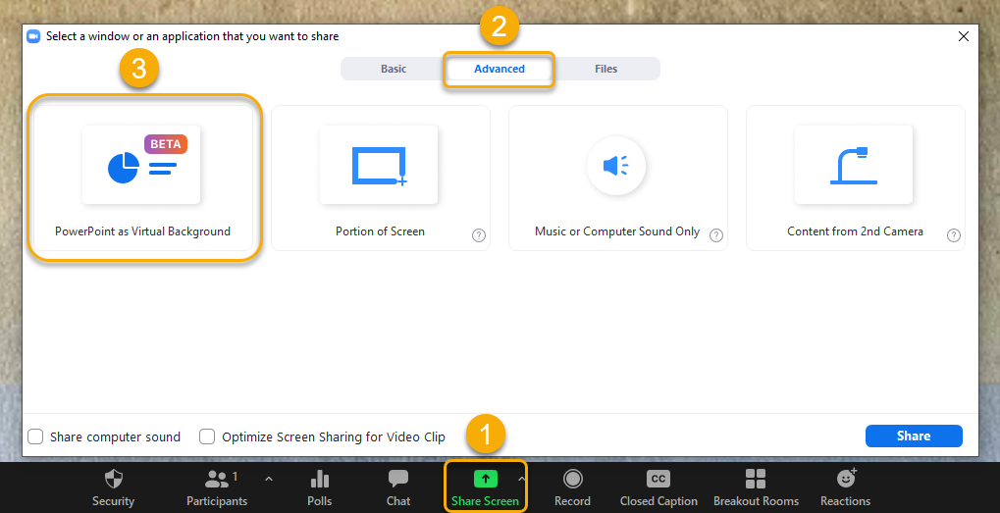 2
Select a window or an application that you want to share
3
Basic
Advanced
Files
BETA
PowerPoint as Virtual Background
Portion of Screen
?
Music or Computer Sound Only
?
Content from 2nd Camera
?
Share computer sound
Optimize Screen Sharing for Video Clip
1
Share
1
CC
Security
Participants
Polls
Chat
Share Screen
Record
Closed Caption
Breakout Rooms
Reactions